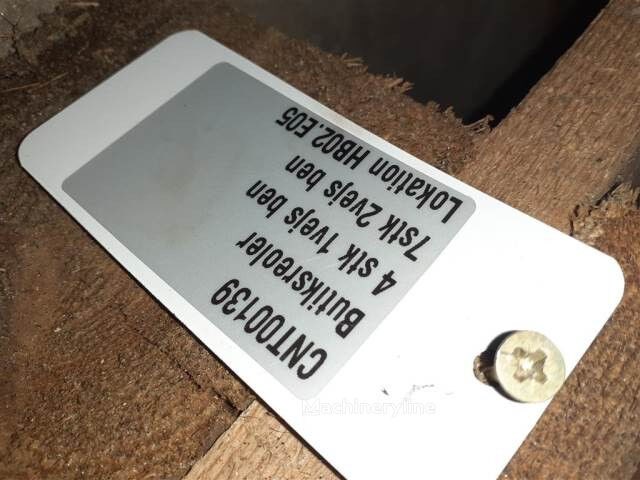 CNT00139
Butiksreoler
4 stk 1vejs ben
7stk 2vejs ben
Lokation HB02.E05
Machineryline